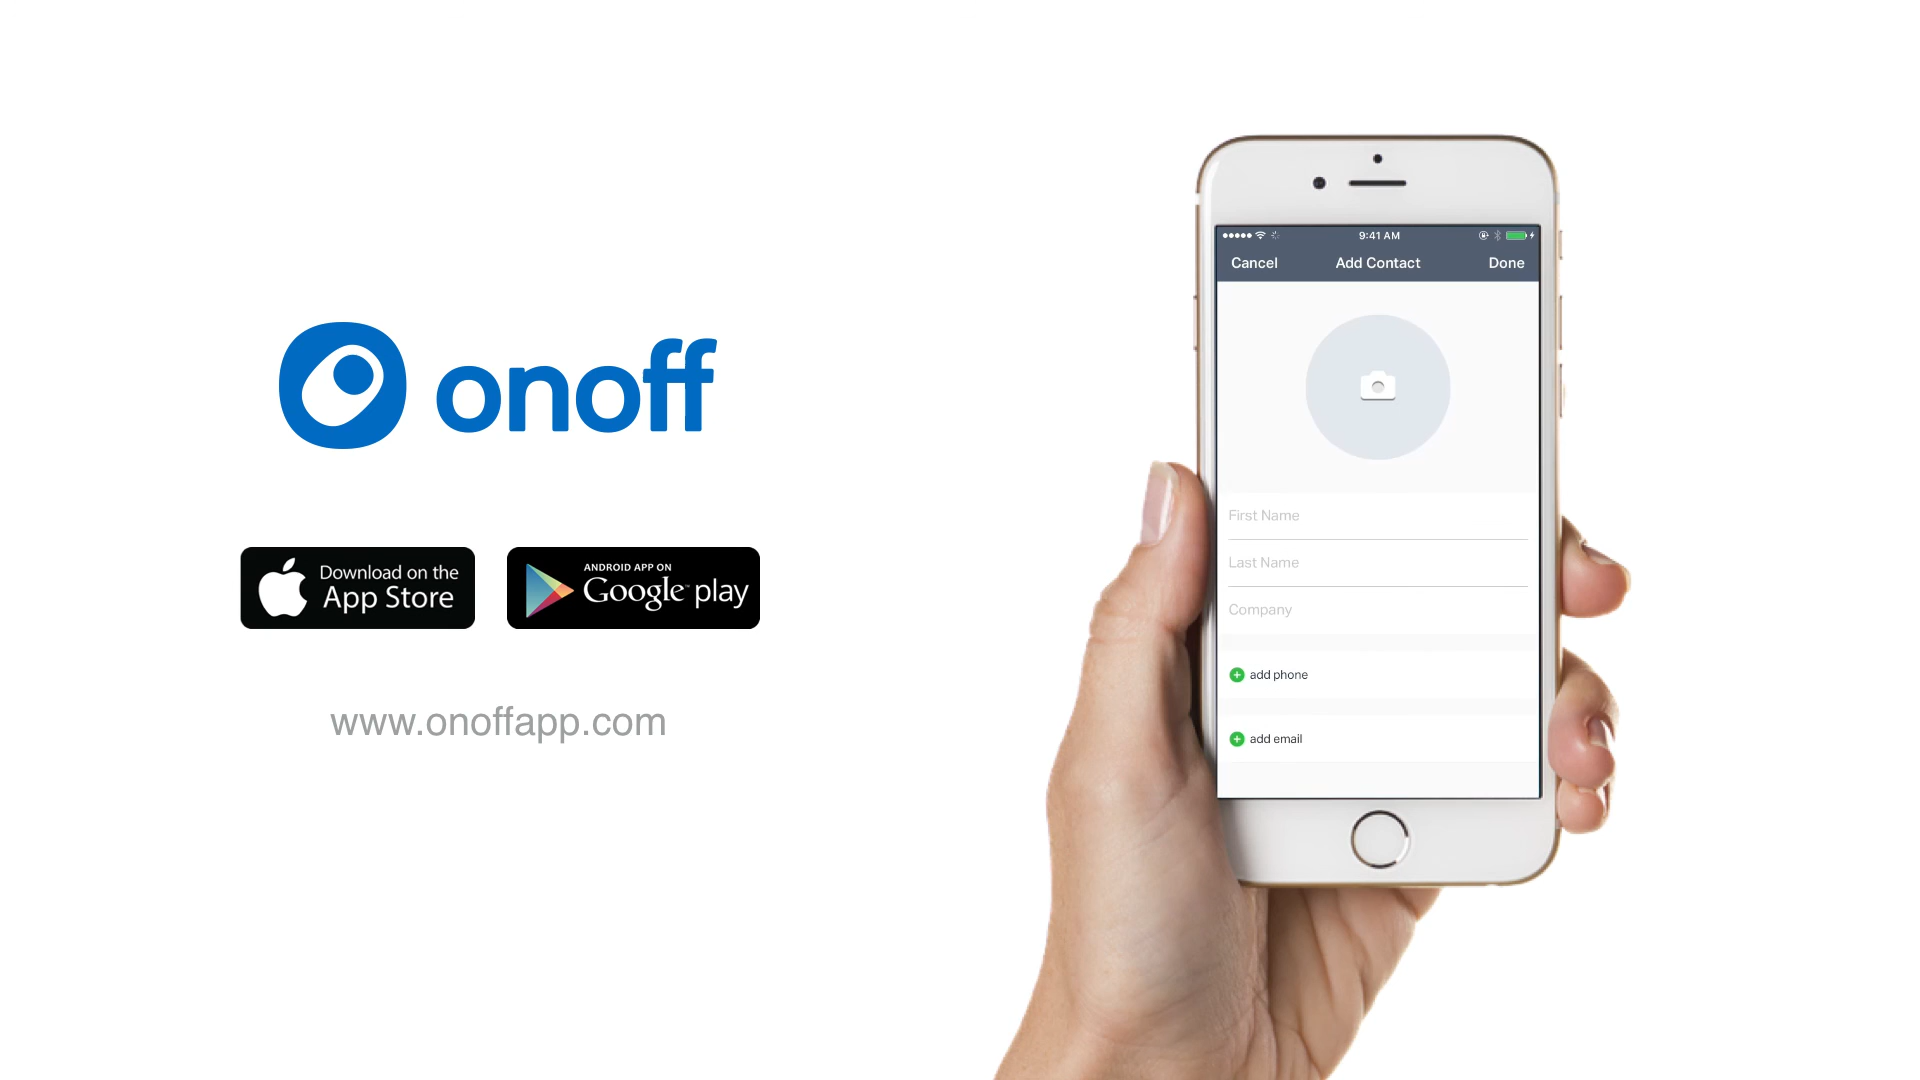 onoff
Download on the
App Store
ANDROID APP ON
Google™ play
www.onoffapp.com
9:41 AM
Cancel Add Contact Done
First Name
Last Name
Company
add phone
add email